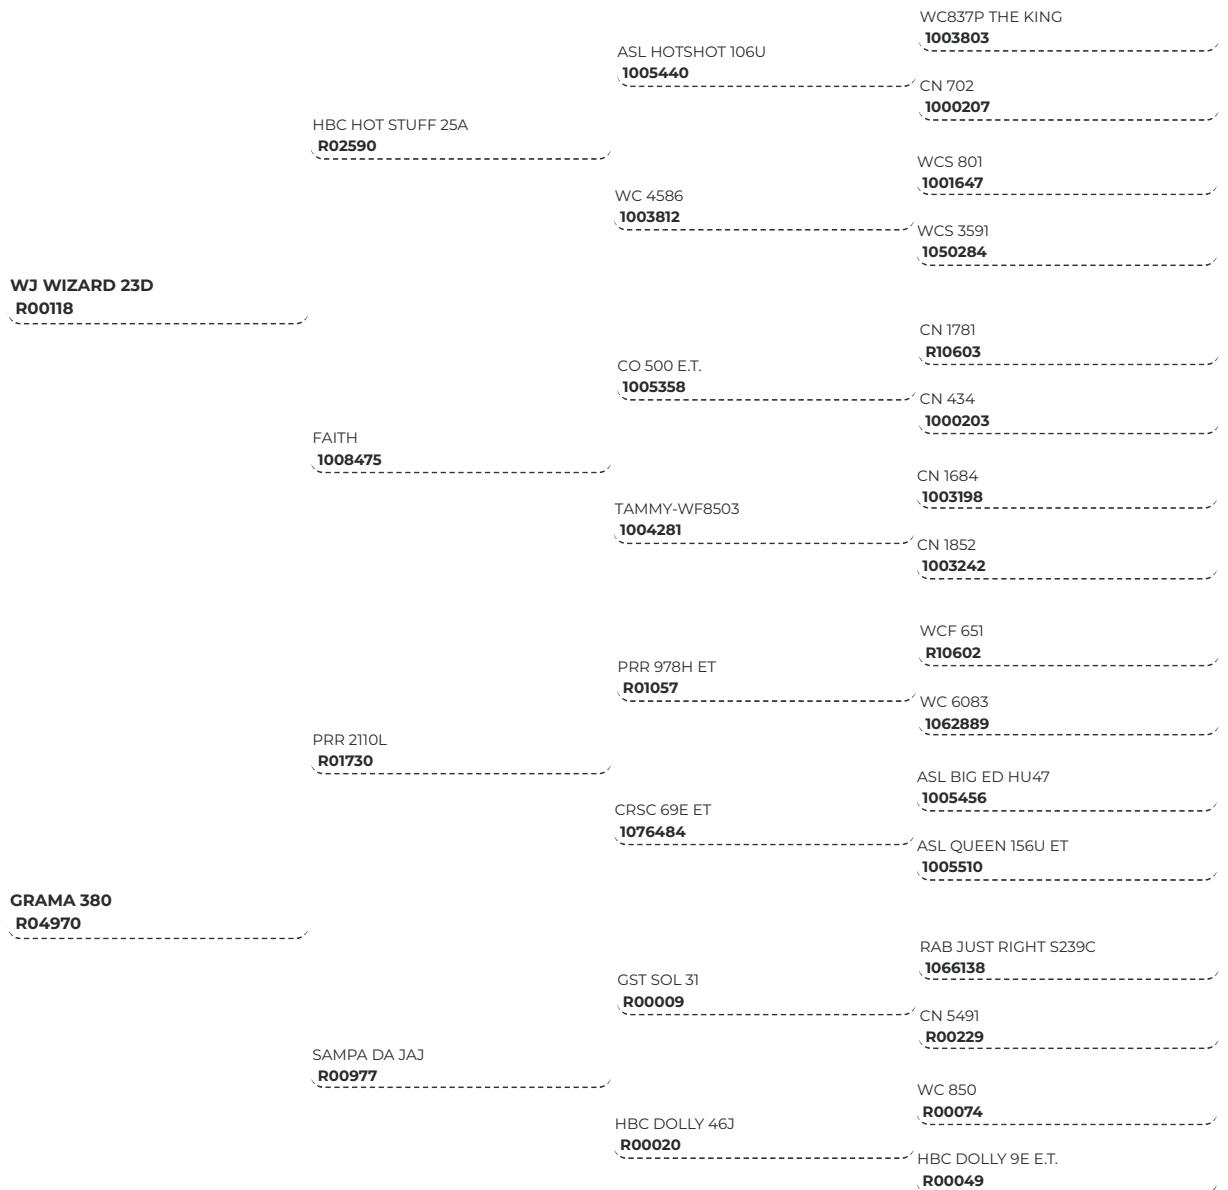 WC837P THE KING
1003803
ASL HOTSHOT 106U
1005440
CN 702
1000207
HBC HOT STUFF 25A
R02590
WCS 801
1001647
WC 4586
1003812
WCS 3591
1050284
WJ WIZARD 23D
R00118
CN 1781
R10603
CO 500 E.T.
1005358
CN 434
1000203
FAITH
1008475
CN 1684
1003198
TAMMY-WF8503
1004281
CN 1852
1003242
WCF 651
R10602
PRR 978H ET
R01057
WC 6083
1062889
PRR 2110L
R01730
ASL BIG ED HU47
1005456
CRSC 69E ET
1076484
ASL QUEEN 156U ET
1005510
GRAMA 380
R04970
RAB JUST RIGHT S239C
1066138
GST SOL 31
R00009
CN 5491
R00229
SAMPA DA JAJ
R00977
WC 850
R00074
HBC DOLLY 46J
R00020
HBC DOLLY 9E E.T.
R00049